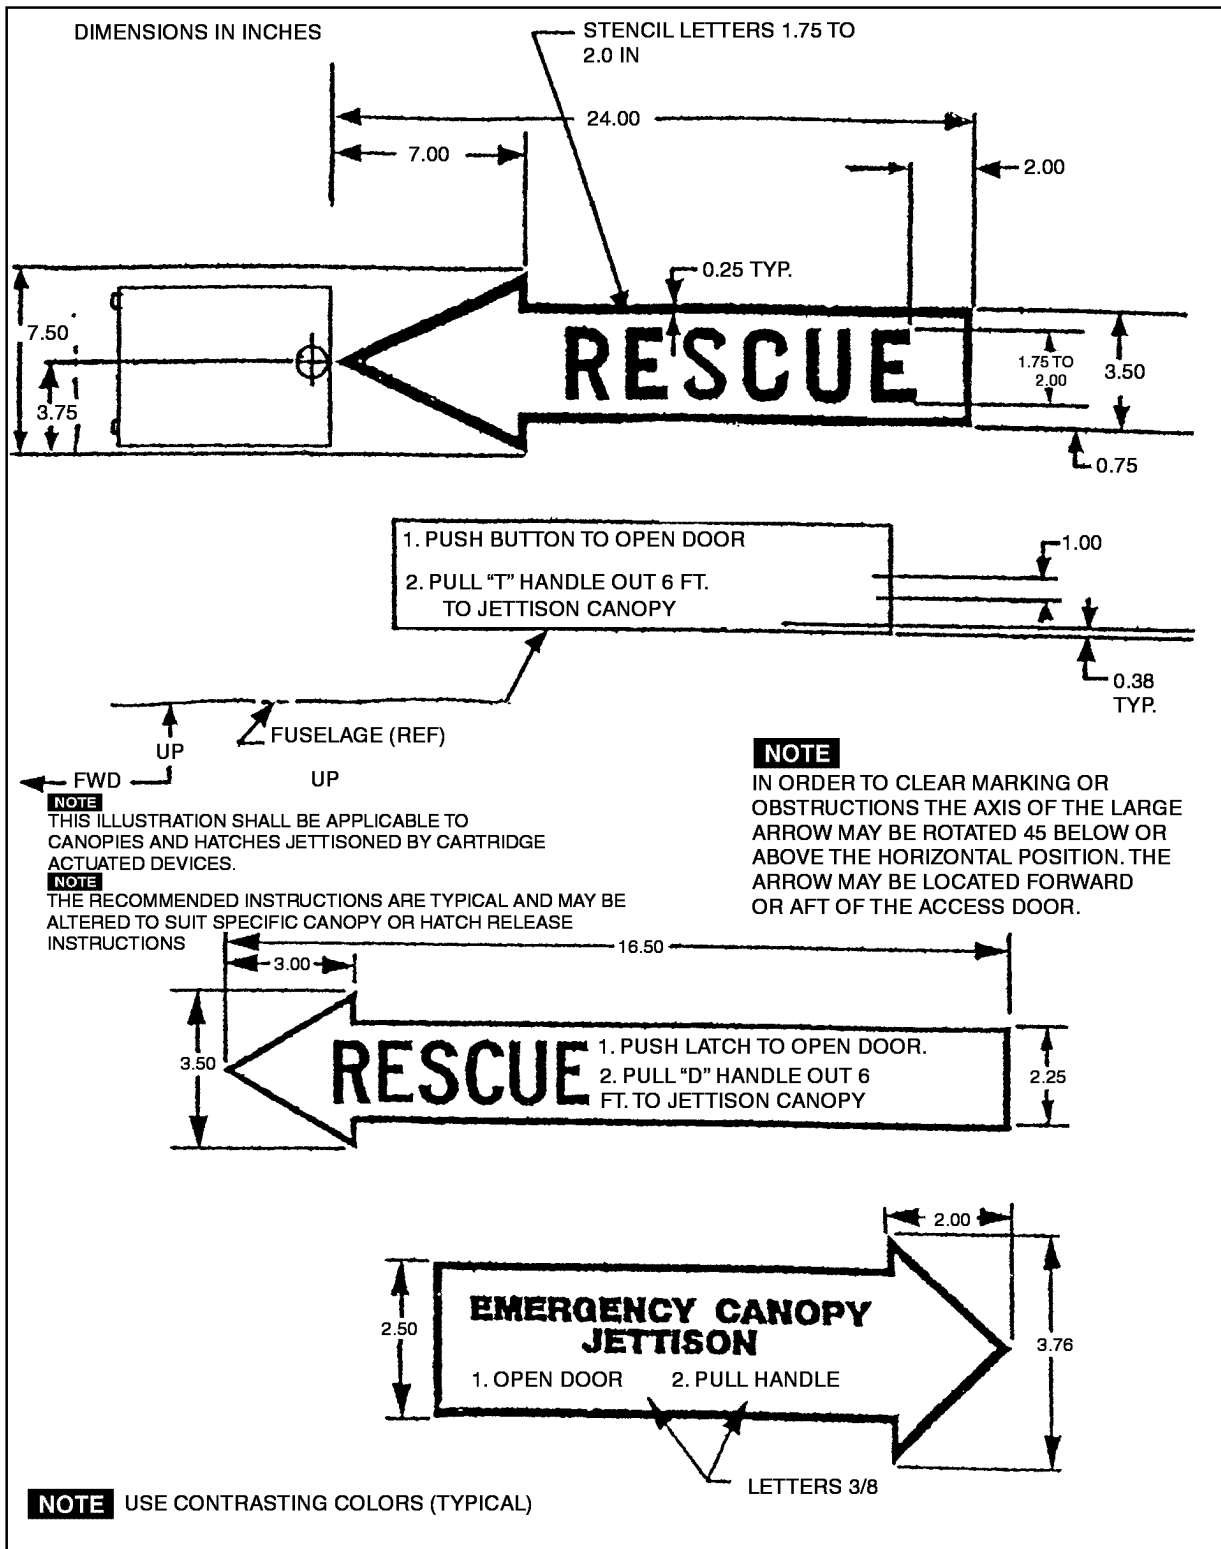 DIMENSIONS IN INCHES
STENCIL LETTERS 1.75 TO
2.0 IN
24.00
7.00
2.00
0.25 TYP.
7.50
3.75
RESCUE
1.75 TO
2.00
3.50
0.75
1. PUSH BUTTON TO OPEN DOOR
2. PULL “T” HANDLE OUT 6 FT.
TO JETTISON CANOPY
1.00
0.38
TYP.
FUSELAGE (REF)
UP
FWD
UP
NOTE
THIS ILLUSTRATION SHALL BE APPLICABLE TO
CANOPIES AND HATCHES JETTISONED BY CARTRIDGE
ACTUATED DEVICES.
NOTE
THE RECOMMENDED INSTRUCTIONS ARE TYPICAL AND MAY BE
ALTERED TO SUIT SPECIFIC CANOPY OR HATCH RELEASE
INSTRUCTIONS
NOTE
IN ORDER TO CLEAR MARKING OR
OBSTRUCTIONS THE AXIS OF THE LARGE
ARROW MAY BE ROTATED 45 BELOW OR
ABOVE THE HORIZONTAL POSITION. THE
ARROW MAY BE LOCATED FORWARD
OR AFT OF THE ACCESS DOOR.
16.50
3.00
3.50
RESCUE
1. PUSH LATCH TO OPEN DOOR.
2. PULL “D” HANDLE OUT 6
FT. TO JETTISON CANOPY
2.25
2.00
2.50
EMERGENCY CANOPY
JETTISON
1. OPEN DOOR 2. PULL HANDLE
3.76
LETTERS 3/8
NOTE USE CONTRASTING COLORS (TYPICAL)